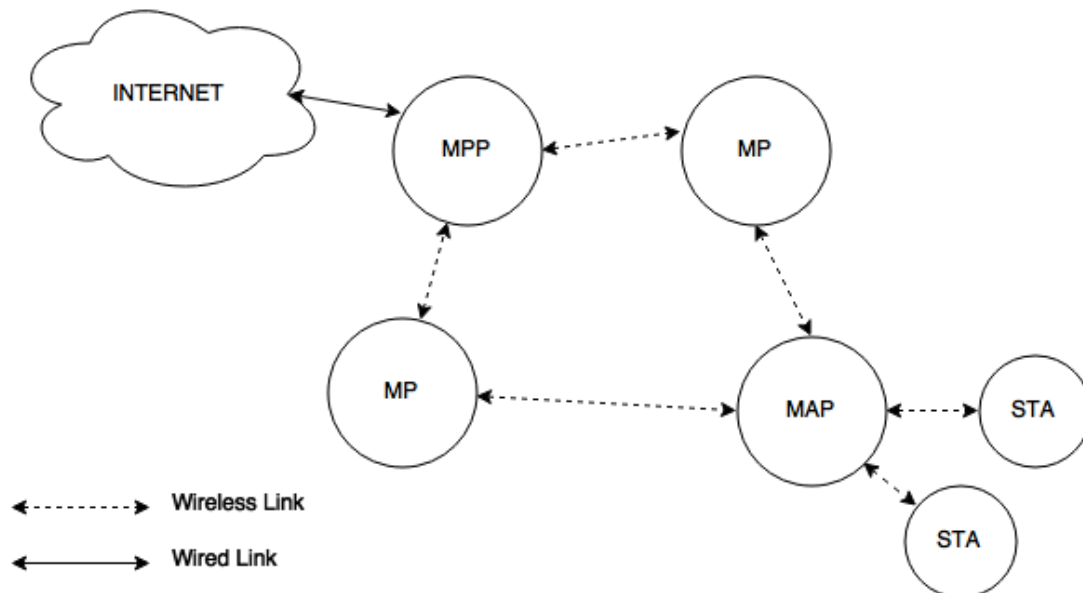 INTERNET
MPP
MP
MP
MAP
STA
STA
Wireless Link
Wired Link